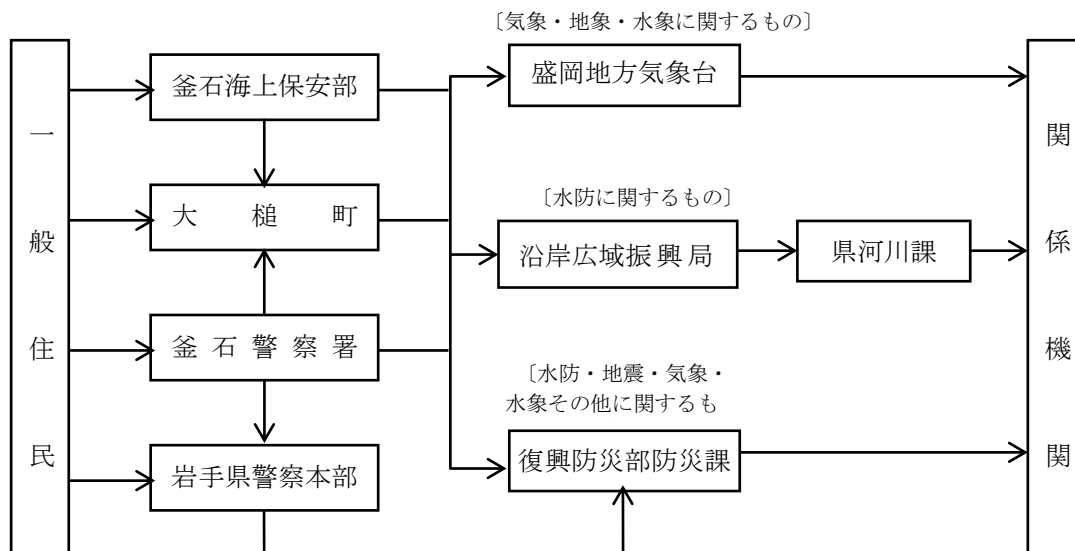 一般住民
釜石海上保安部
大槌町
釜石警察署
岩手県警察本部
〔気象・地象・水象に関するもの〕
盛岡地方気象台
〔水防に関するもの〕
沿岸広域振興局
県河川課
〔水防・地震・気象・
水象その他に関するも
復興防災部防災課
関係機関